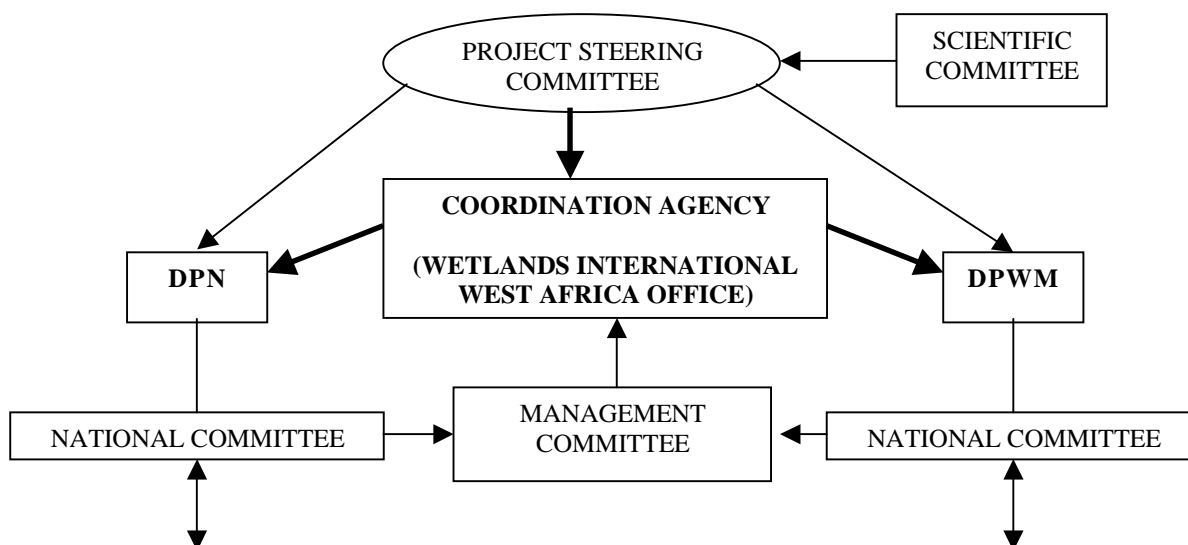 PROJECT STEERING
COMMITTEE
SCIENTIFIC
COMMITTEE
COORDINATION AGENCY
(WETLANDS INTERNATIONAL
WEST AFRICA OFFICE)
DPN
DPWM
NATIONAL COMMITTEE
MANAGEMENT
COMMITTEE
NATIONAL COMMITTEE